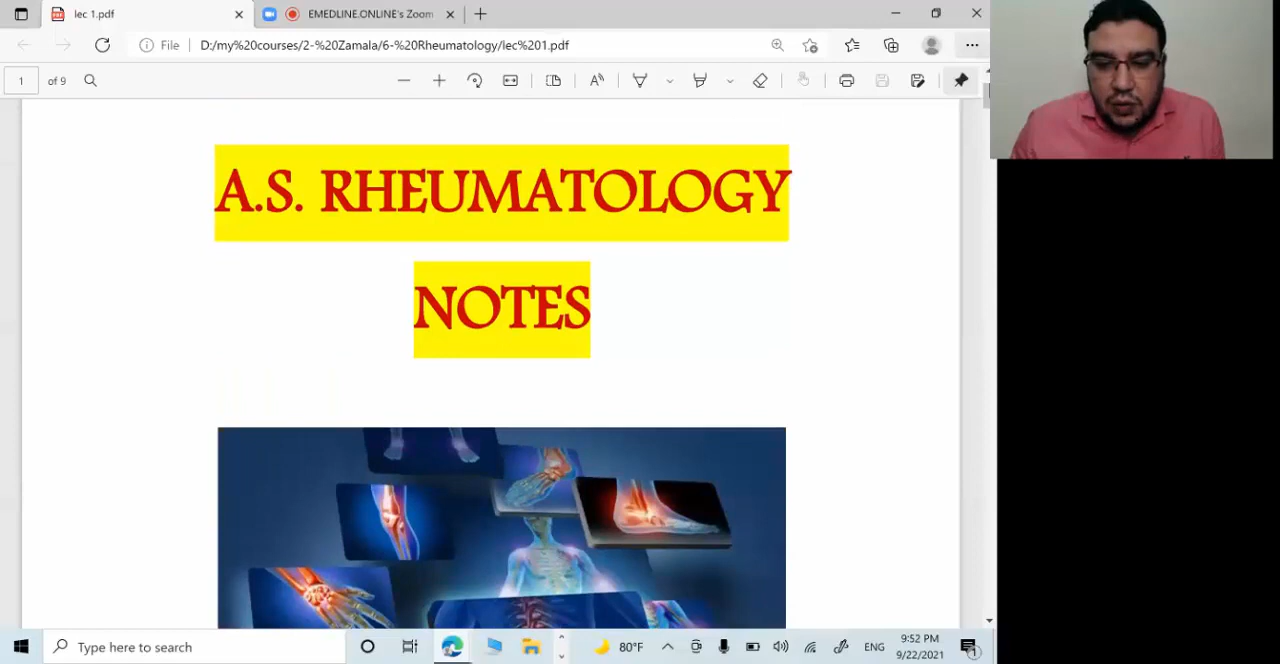 lec 1.pdf
EMEDLINE.ONLINE's Zoom
File
D:/my%20courses/2-%20Zamala/6-%20Rheumatology/lec%201.pdf
1 of 9
A.S. RHEUMATOLOGY
NOTES
Type here to search
80°F
ENG
9:52 PM
9/22/2021
1